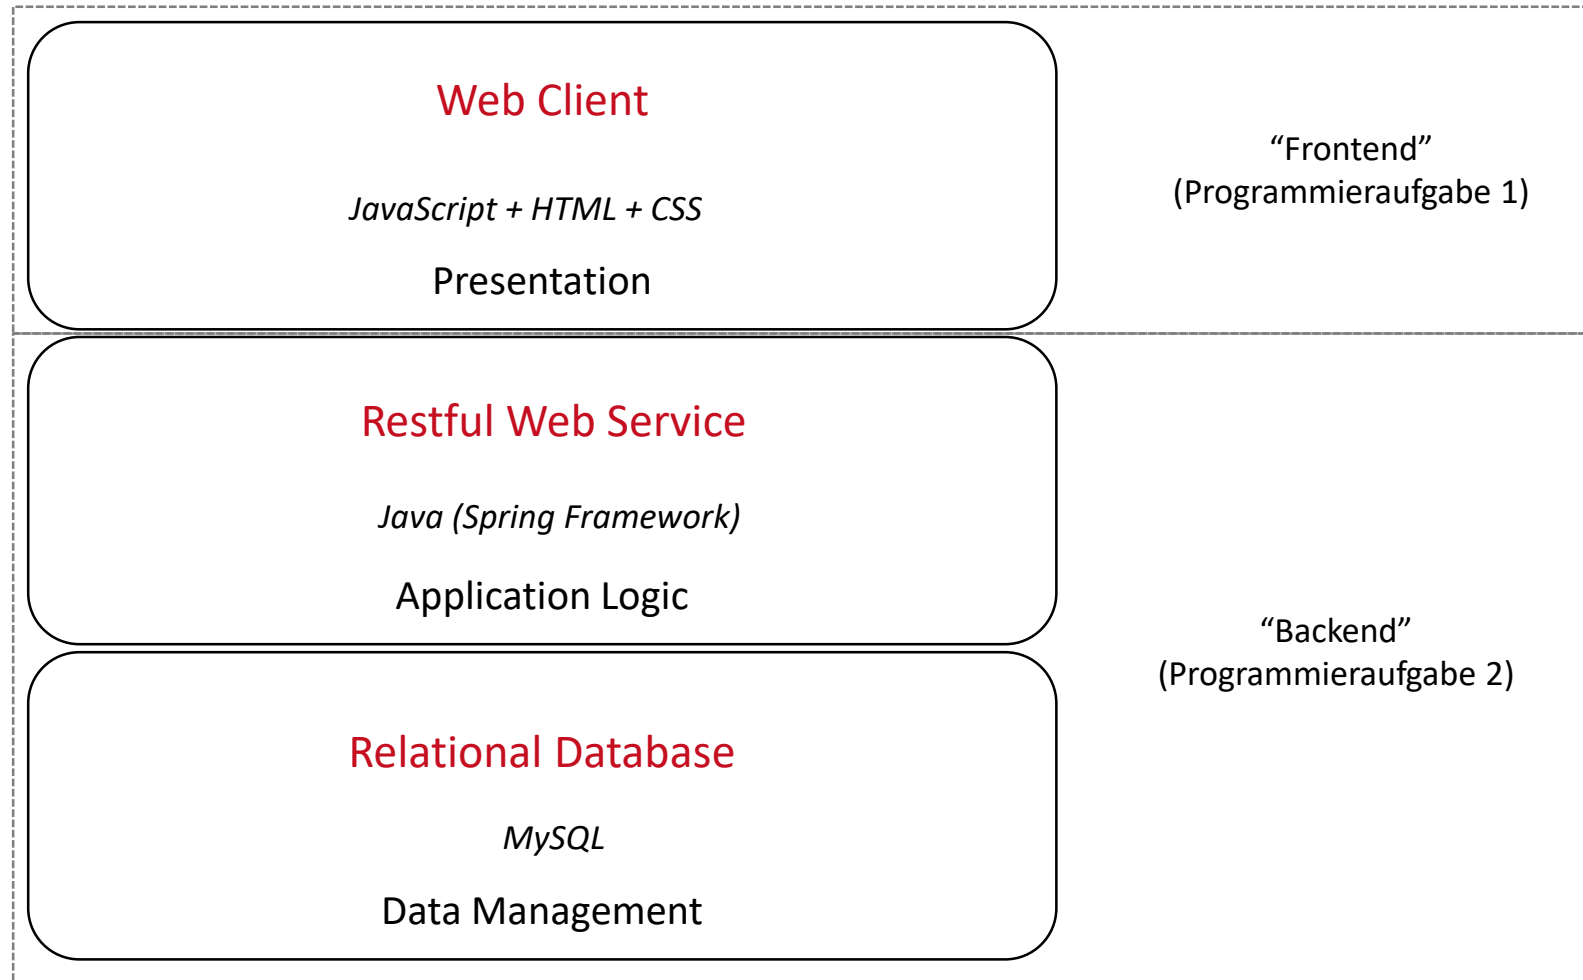 Web Client
JavaScript + HTML + CSS
Presentation
“Frontend”
(Programmieraufgabe 1)
Restful Web Service
Java (Spring Framework)
Application Logic
Relational Database
MySQL
Data Management
“Backend”
(Programmieraufgabe 2)